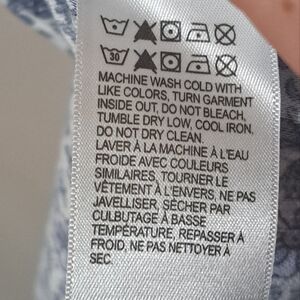 30
MACHINE WASH COLD WITH
LIKE COLORS, TURN GARMENT
INSIDE OUT, DO NOT BLEACH,
TUMBLE DRY LOW, COOL IRON,
DO NOT DRY CLEAN.
LAVER À LA MACHINE À L'EAU
FROIDE AVEC COULEURS
SIMILAIRES, TOURNER LE
VÊTEMENT À L'ENVERS, NE PAS
JAVELLISER, SÉCHER PAR
CULBUTAGE À BASSE
TEMPÉRATURE, REPASSER À
FROID, NE PAS NETTOYER À
SEC.